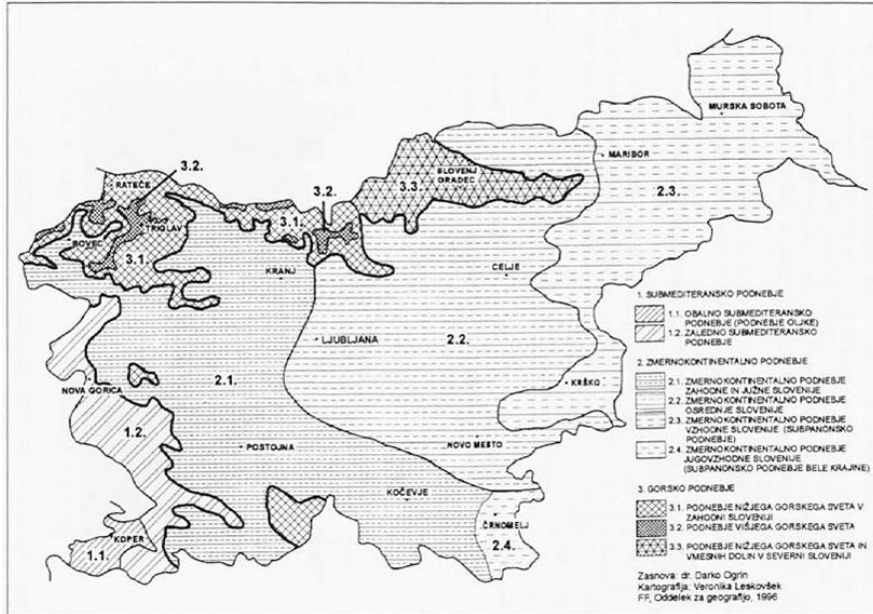 MURSKA SOBOTA
3.2.
RATEČE
MARIBOR
SLOVENJ
GRADEC
3.3.
3.2.
2.3.
TRIGLAV
BOVEC
3.1.
3.1.
KRANJ
CELJE
LJUBLJANA
2.2.
2.1.
KRŠKO
NOVA GORICA
1.2.
POSTOJNA
NOVO MESTO
KOČEVJE
ČRNOMELJ
KOPER
1.1.
2.4.
1. SUBMEDITERANSKO PODNEBJE
1.1. OBALNO SUBMEDITERANSKO
PODNEBJE (PODNEBJE OLJKE)
1.2. ZALEDNO SUBMEDITERANSKO
PODNEBJE
2. ZMERNOKONTINENTALNO PODNEBJE
2.1. ZMERNOKONTINENTALNO PODNEBJE
ZAHODNE IN JUŽNE SLOVENIJE
2.2. ZMERNOKONTINENTALNO PODNEBJE
OSREDNJE SLOVENIJE
2.3. ZMERNOKONTINENTALNO PODNEBJE
VZHODNE SLOVENIJE (SUBPANONSKO
PODNEBJE)
2.4. ZMERNOKONTINENTALNO PODNEBJE
JUGOVZHODNE SLOVENIJE
(SUBPANONSKO PODNEBJE BELE KRAJINE)
3. GORSKO PODNEBJE
3.1. PODNEBJE NIŽJEGA GORSKEGA SVETA V
ZAHODNI SLOVENIJI
3.2. PODNEBJE VIŠJEGA GORSKEGA SVETA
3.3. PODNEBJE NIŽJEGA GORSKEGA SVETA IN
VMESNIH DOLIN V SEVERNI SLOVENIJI
Zasnova: dr. Darko Ogrin
Kartografija: Veronika Leskovšek
FF, Oddelek za geografijo, 1996